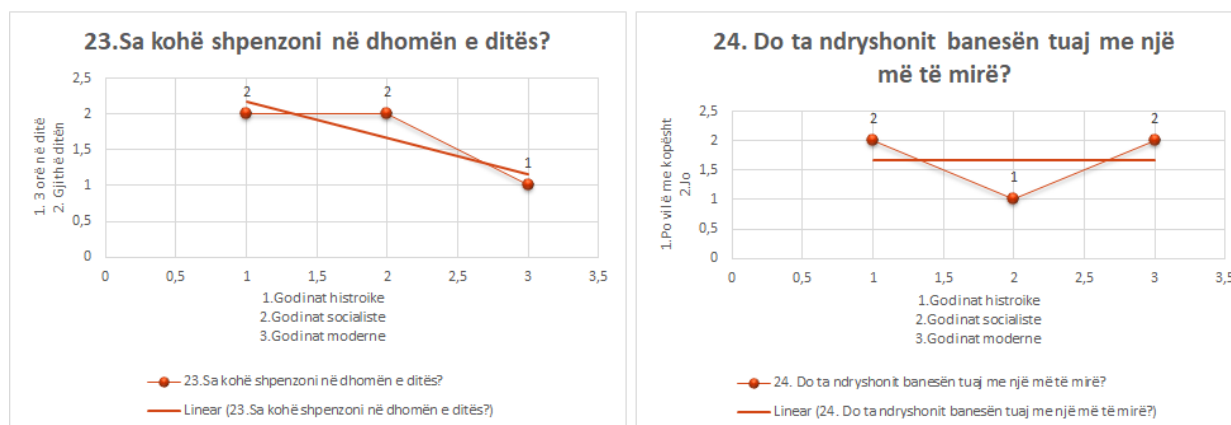 23.Sa kohë shpenzoni në dhomën e ditës?
2,5
2
1,5
1
0,5
0
2
2
1
0
0,5
1
1,5
2
2,5
3
3,5
1. 3 orë në ditë
2. Gjithë ditën
1.Godinat histroike
2.Godinat socialiste
3.Godinat moderne
23.Sa kohë shpenzoni në dhomën e ditës?
Linear (23.Sa kohë shpenzoni në dhomën e ditës?)
24. Do ta ndryshonit banesën tuaj me një
më të mirë?
2,5
2
1,5
1
0,5
0
2
1
2
0
0,5
1
1,5
2
2,5
3
3,5
1.Po vilë me kopësht
2.Jo
1.Godinat histroike
2.Godinat socialiste
3.Godinat moderne
24. Do ta ndryshonit banesën tuaj me një më të mirë?
Linear (24. Do ta ndryshonit banesën tuaj me një më të mirë?)